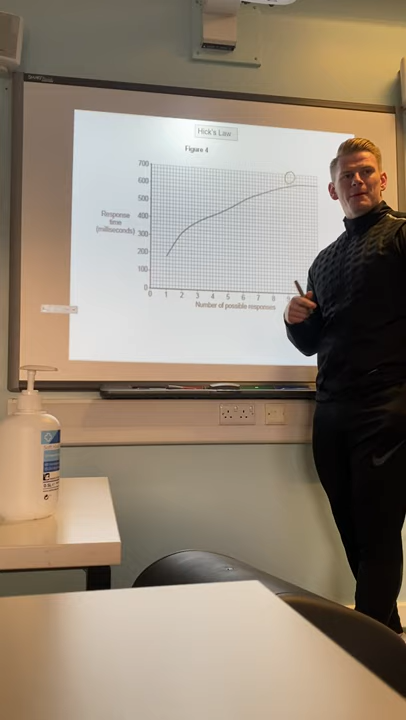 Hick's Law
Figure 4
700
600
500
400
300
200
100
0
Response
time
(milliseconds)
0 1 2 3 4 5 6 7 8 9
Number of possible responses